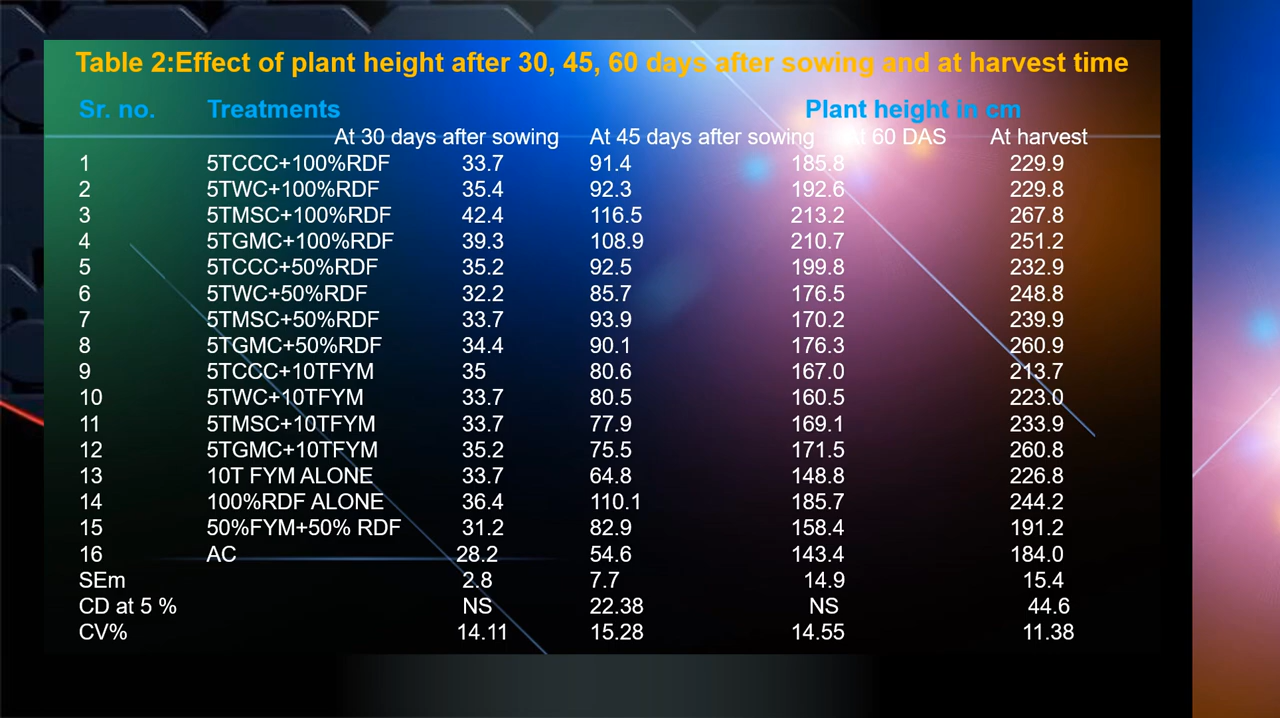 Table 2:Effect of plant height after 30, 45, 60 days after sowing and at harvest time
Sr. no. Treatments Plant height in cm
At 30 days after sowing At 45 days after sowing At 60 DAS At harvest
1 5TCCC+100%RDF 33.7 91.4 185.8 229.9
2 5TWC+100%RDF 35.4 92.3 192.6 229.8
3 5TMSC+100%RDF 42.4 116.5 213.2 267.8
4 5TGMC+100%RDF 39.3 108.9 210.7 251.2
5 5TCCC+50%RDF 35.2 92.5 199.8 232.9
6 5TWC+50%RDF 32.2 85.7 176.5 248.8
7 5TMSC+50%RDF 33.7 93.9 170.2 239.9
8 5TGMC+50%RDF 34.4 90.1 176.3 260.9
9 5TCCC+10TFYM 35 80.6 167.0 213.7
10 5TWC+10TFYM 33.7 80.5 160.5 223.0
11 5TMSC+10TFYM 33.7 77.9 169.1 233.9
12 5TGMC+10TFYM 35.2 75.5 171.5 260.8
13 10T FYM ALONE 33.7 64.8 148.8 226.8
14 100%RDF ALONE 36.4 110.1 185.7 244.2
15 50%FYM+50% RDF 31.2 82.9 158.4 191.2
16 AC 28.2 54.6 143.4 184.0
SEm 2.8 7.7 14.9 15.4
CD at 5 % NS 22.38 NS 44.6
CV% 14.11 15.28 14.55 11.38